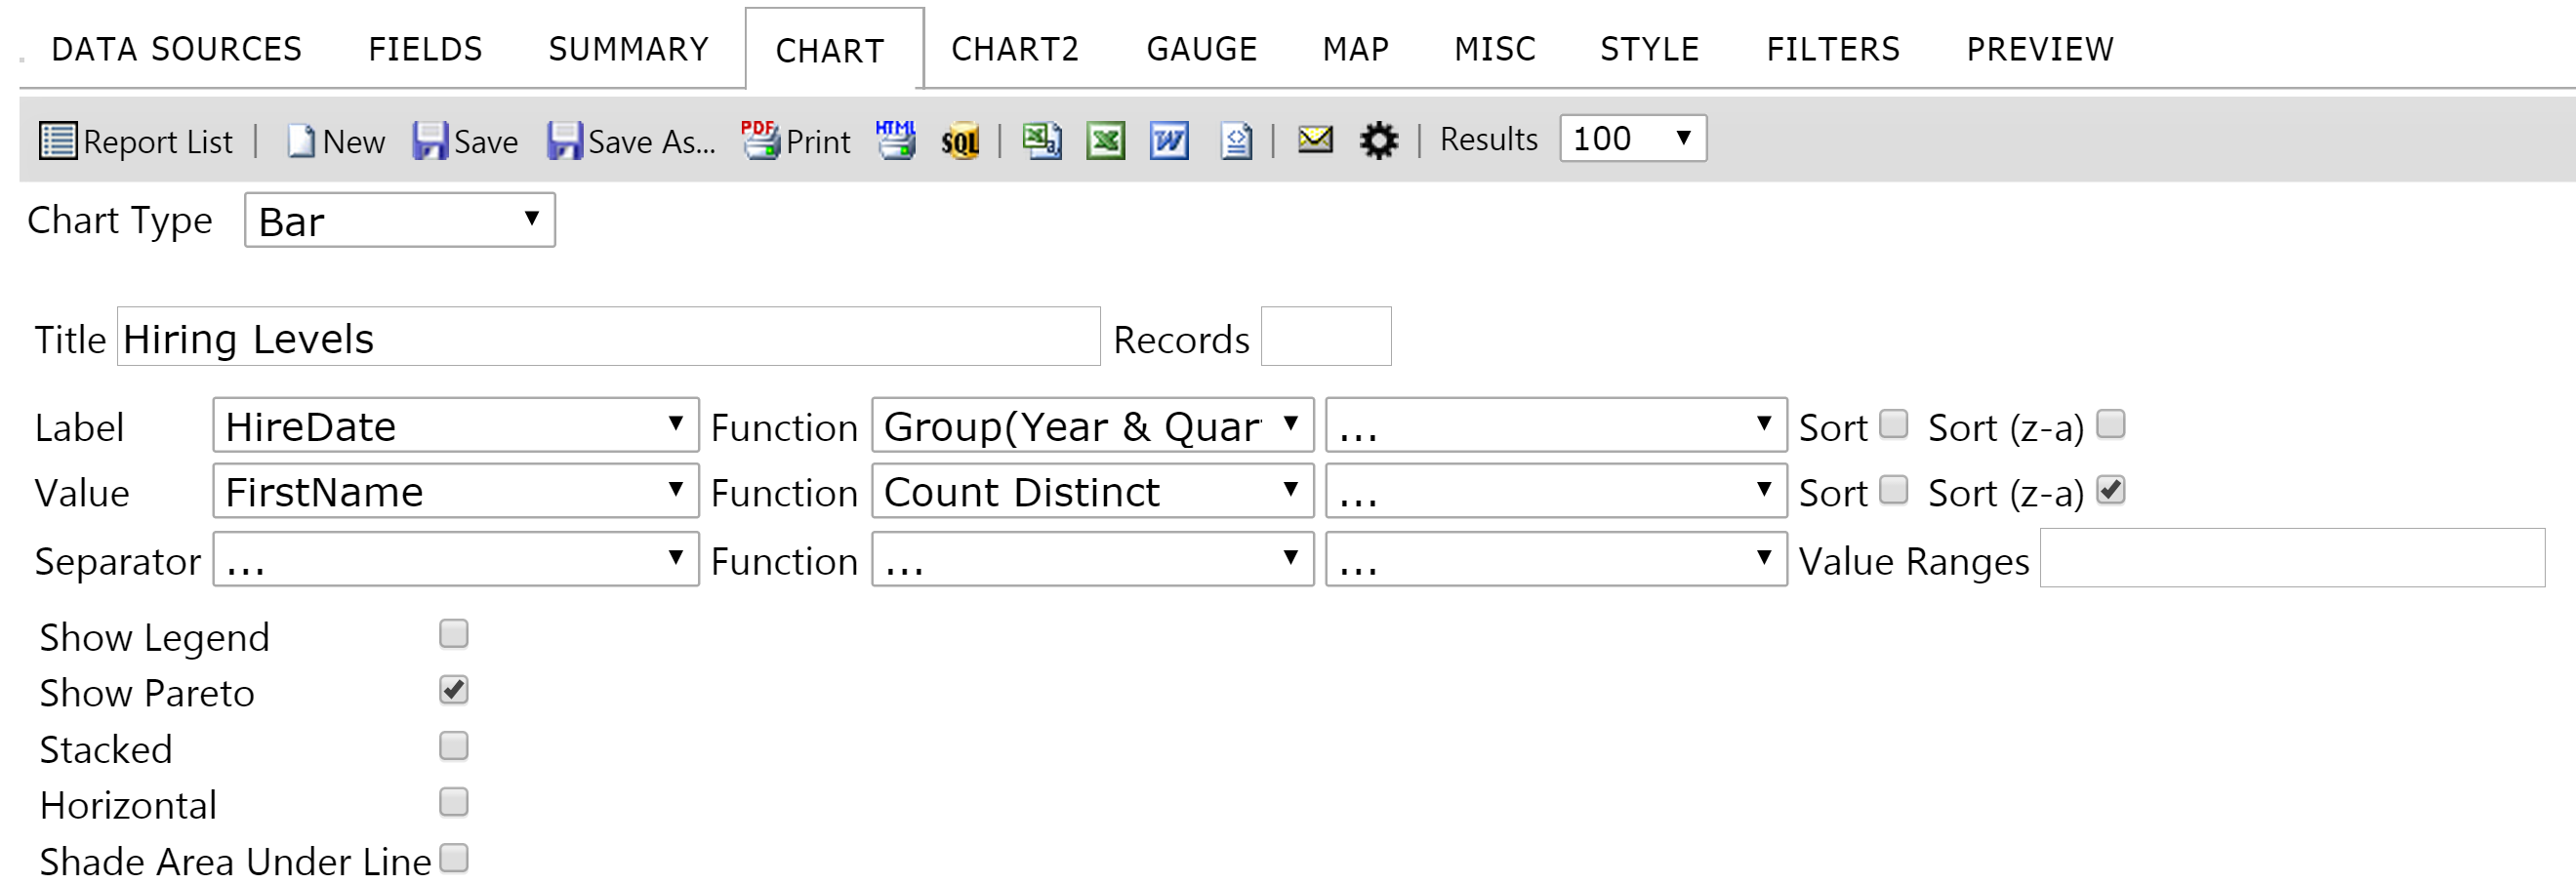 DATA SOURCES FIELDS SUMMARY CHART CHART2 GAUGE MAP MISC STYLE FILTERS PREVIEW
Report List | New Save Save As... PDF Print HTML SQL | a, X W <> | | Results 100
Chart Type Bar
Title Hiring Levels Records
Label HireDate Function Group(Year & Quar ... Sort Sort (z-a)
Value FirstName Function Count Distinct ... Sort Sort (z-a)
Separator ... Function ... ... Value Ranges
Show Legend
Show Pareto
Stacked
Horizontal
Shade Area Under Line